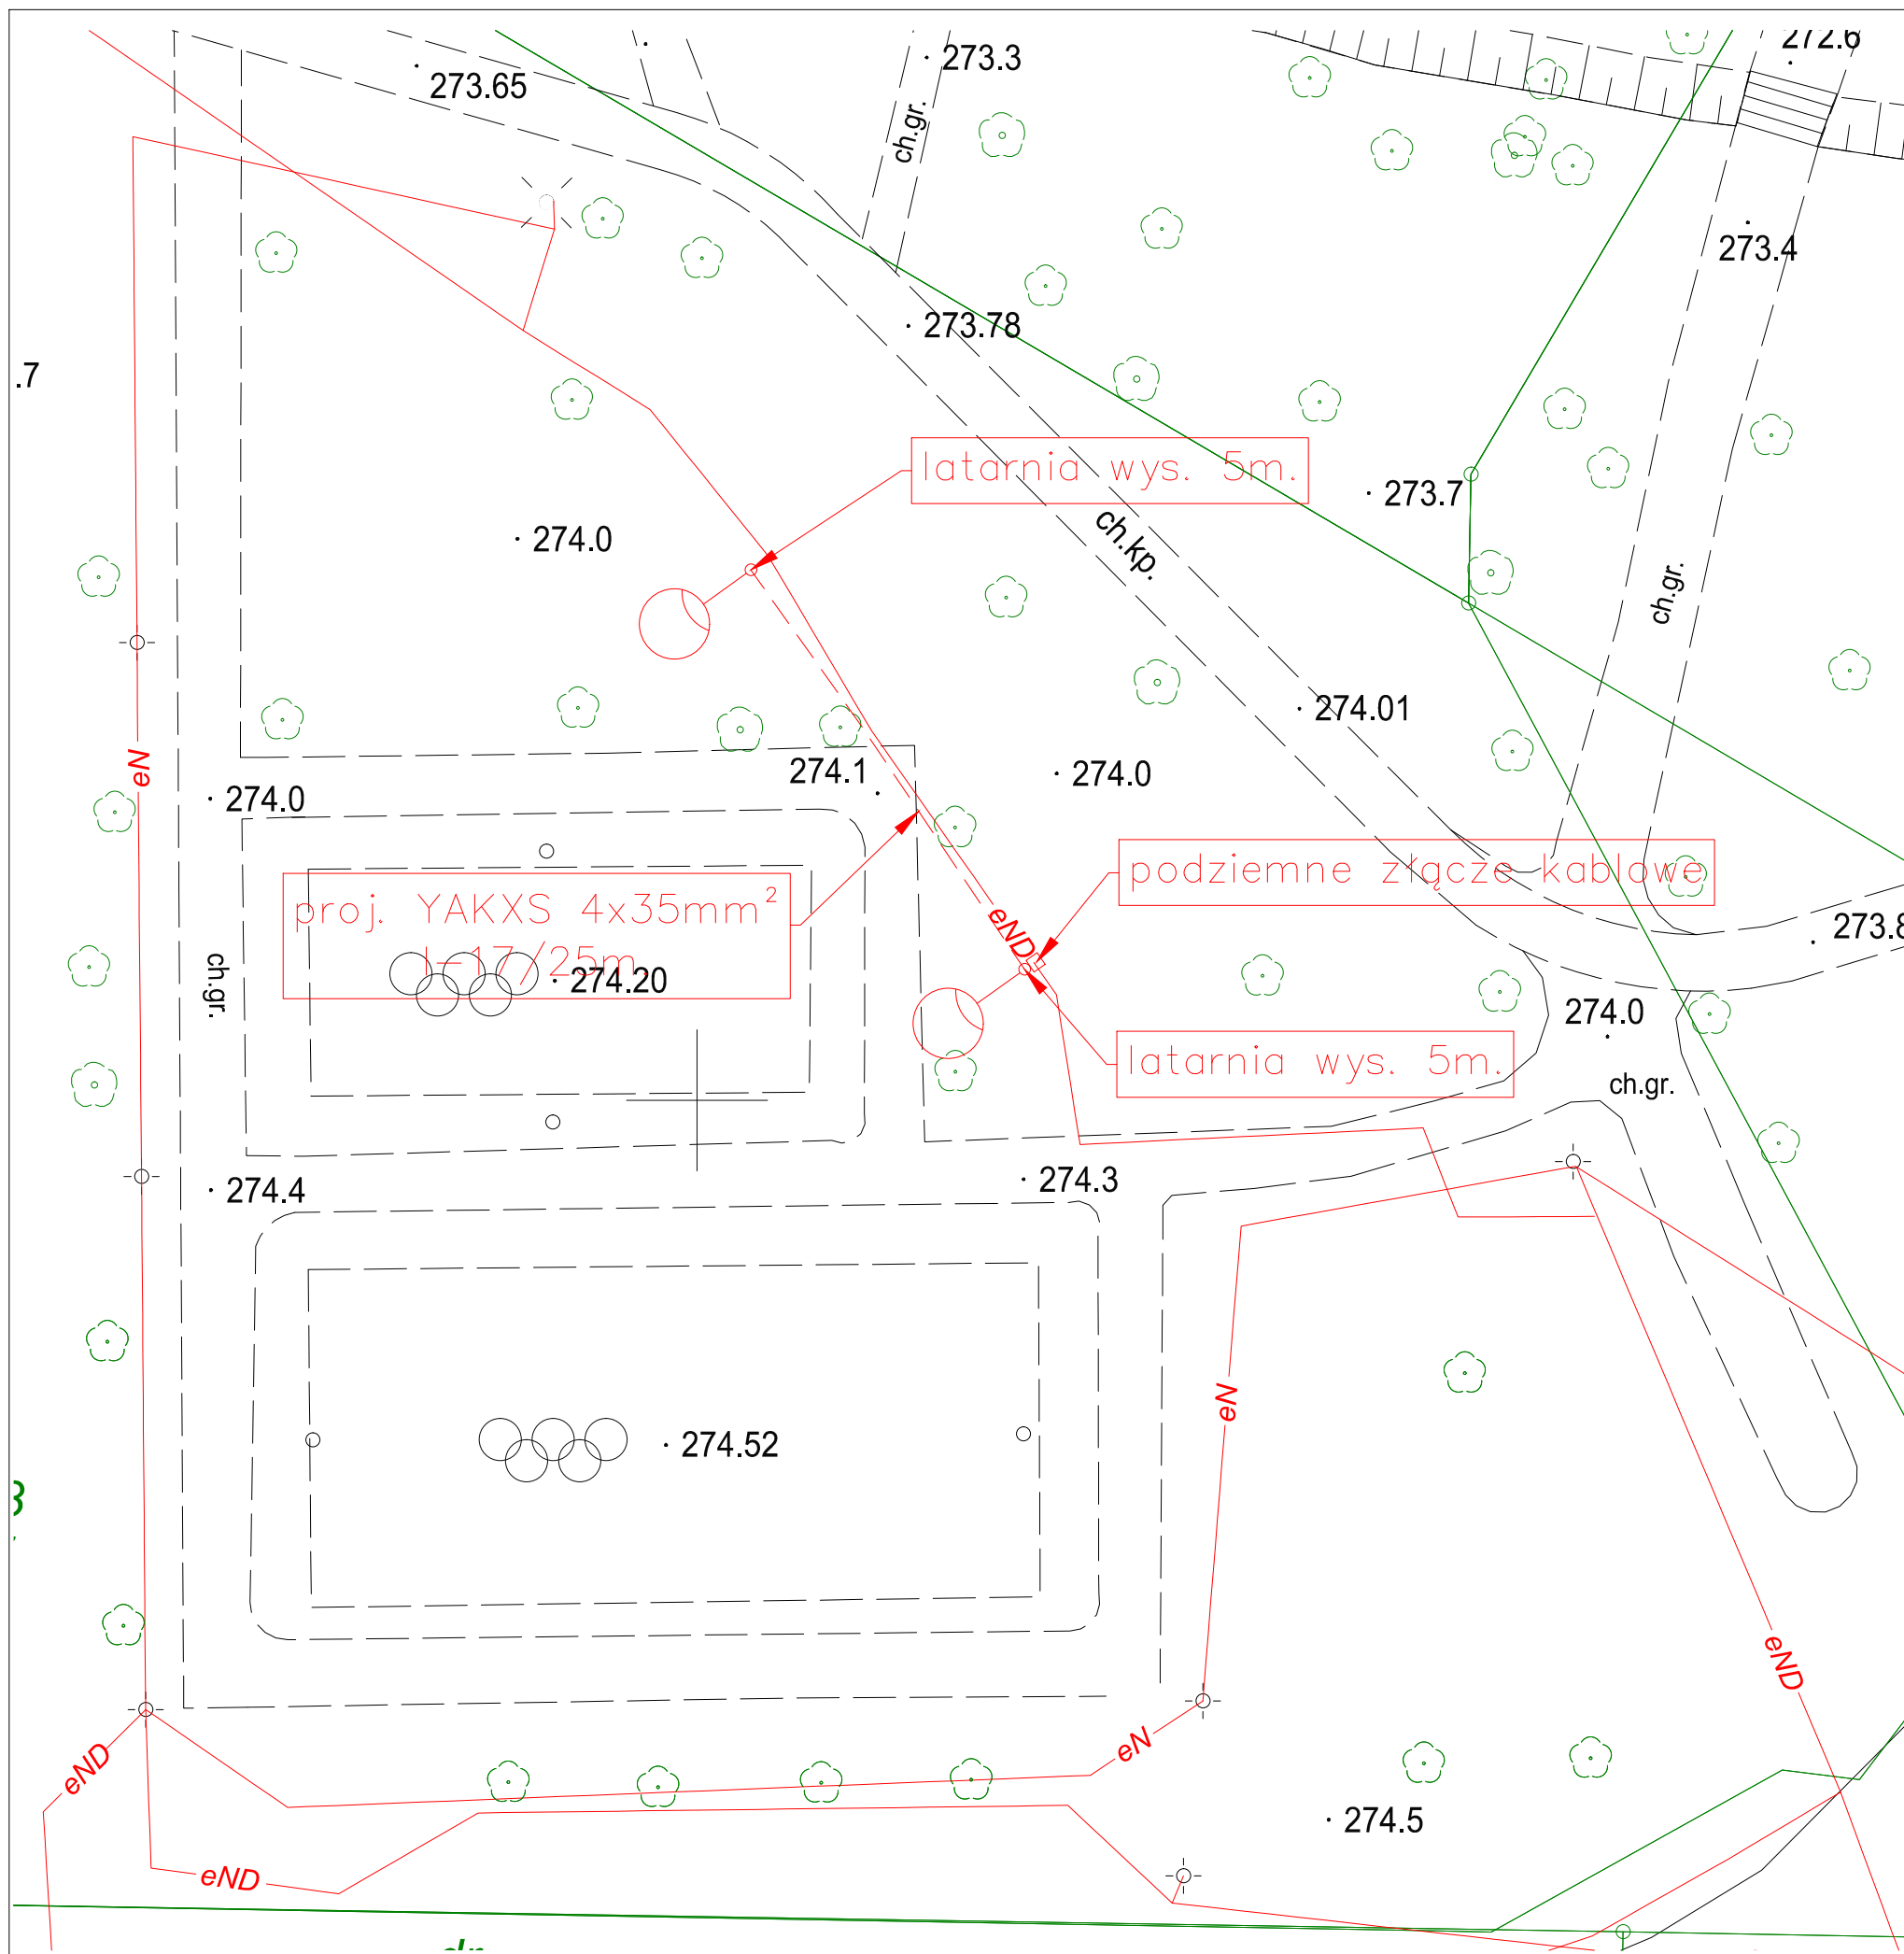 272.6
273.3
273.65
ch.gr.
273.4
273.78
.7
latarnia wys. 5m.
273.7
274.0
ch.kp.
ch.gr.
274.01
eN
274.1
274.0
274.0
podziemne złącze kablowe
proj. YAKXS 4x35mm²
l=17/25m.
eND
273.8
ch.gr.
274.20
274.0
latarnia wys. 5m.
ch.gr.
274.4
274.3
eN
274.52
eND
eN
eND
274.5
eND